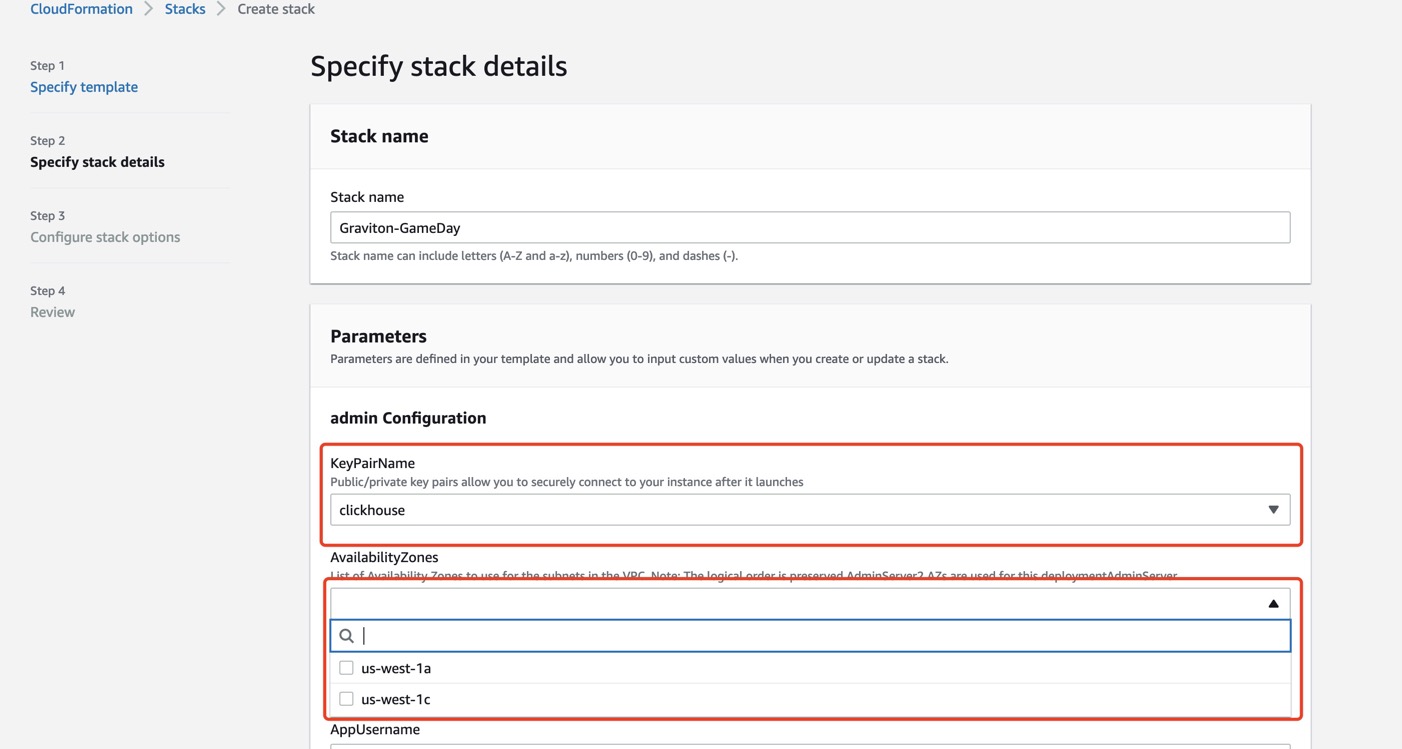 CloudFormation > Stacks > Create stack
Step 1
Specify template
Step 2
Specify stack details
Step 3
Configure stack options
Step 4
Review
Specify stack details
Stack name
Stack name
Graviton-GameDay
Stack name can include letters (A-Z and a-z), numbers (0-9), and dashes (-).
Parameters
Parameters are defined in your template and allow you to input custom values when you create or update a stack.
admin Configuration
KeyPairName
Public/private key pairs allow you to securely connect to your instance after it launches
clickhouse
AvailabilityZones
List of Availability Zones to use for the subnets in the VPC. Note: The logical order is preserved AdminServer2 AZs are used for this deploymentAdminServer
us-west-1a
us-west-1c
AppUsername